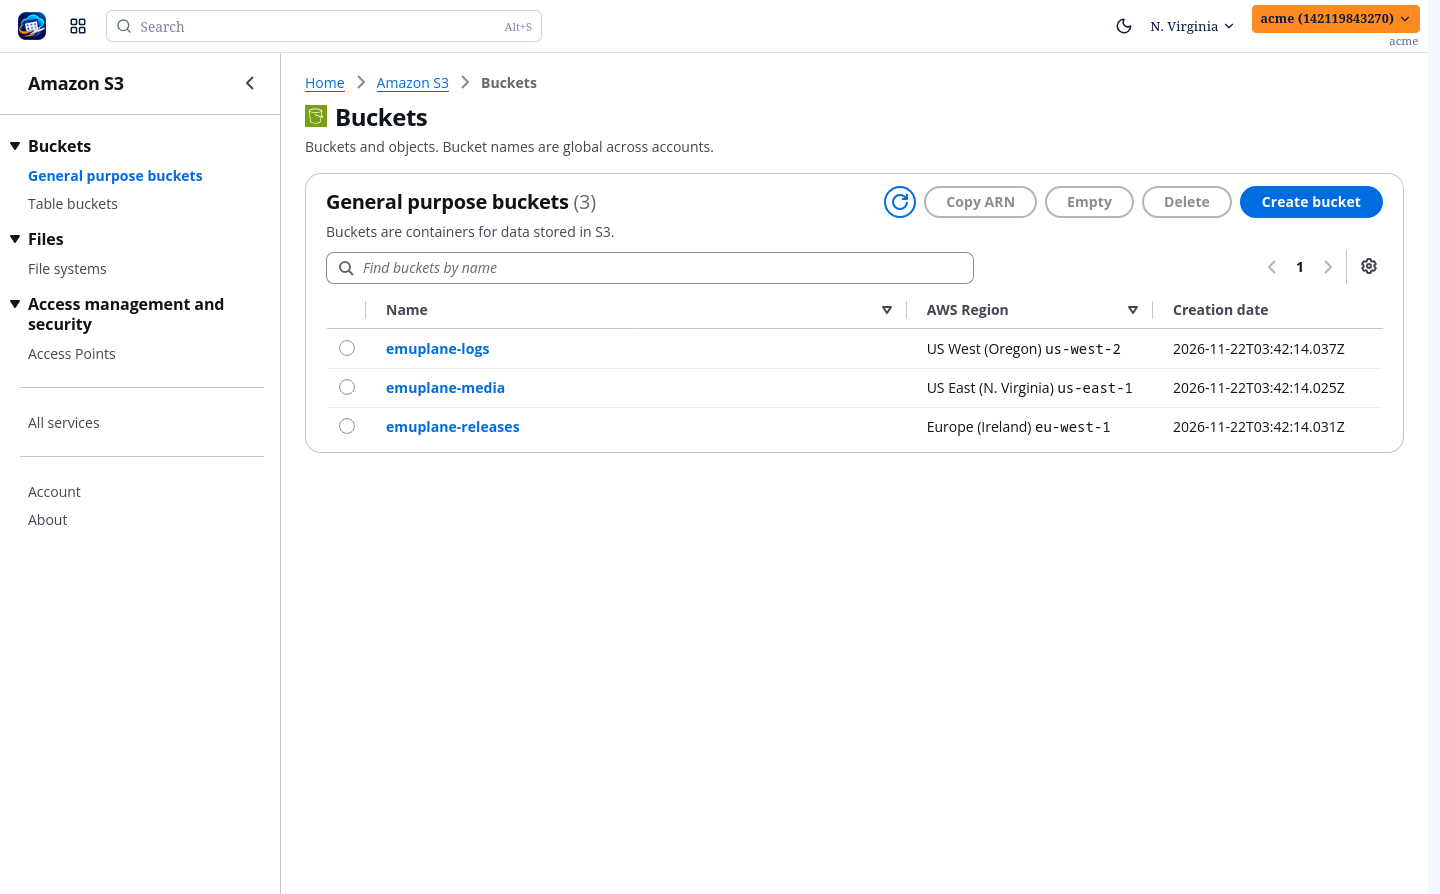 Search Alt+S N. Virginia acme (142119843270)
acme
Amazon S3
Buckets
General purpose buckets
Table buckets
Files
File systems
Access management and
security
Access Points
All services
Account
About
Home Amazon S3 Buckets
Buckets
Buckets and objects. Bucket names are global across accounts.
General purpose buckets (3) Copy ARN Empty Delete Create bucket
Buckets are containers for data stored in S3.
Find buckets by name 1
Name AWS Region Creation date
emuplane-logs US West (Oregon) us-west-2 2026-11-22T03:42:14.037Z
emuplane-media US East (N. Virginia) us-east-1 2026-11-22T03:42:14.025Z
emuplane-releases Europe (Ireland) eu-west-1 2026-11-22T03:42:14.031Z